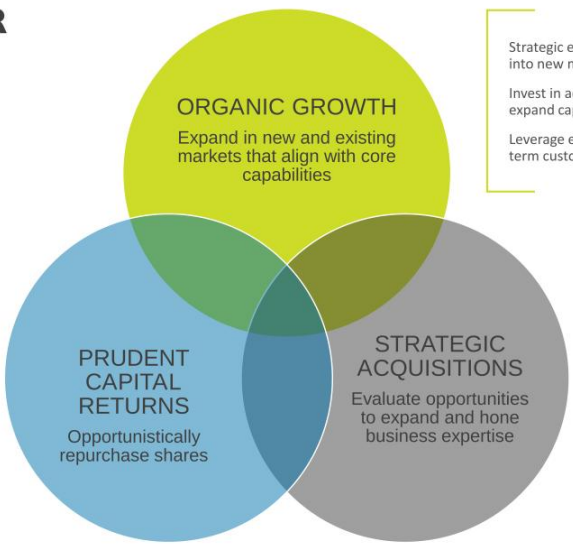 R
ORGANIC GROWTH
Expand in new and existing
markets that align with core
capabilities
Strategic
into new
Invest in
expand
Leverage
term
PRUDENT
CAPITAL
RETURNS
Opportunistically
repurchase shares
STRATEGIC
ACQUISITIONS
Evaluate opportunities
to expand and hone
business expertise